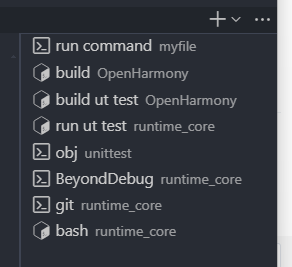 run command myfile
build OpenHarmony
build ut test OpenHarmony
run ut test runtime_core
obj unittest
BeyondDebug runtime_core
git runtime_core
bash runtime_core